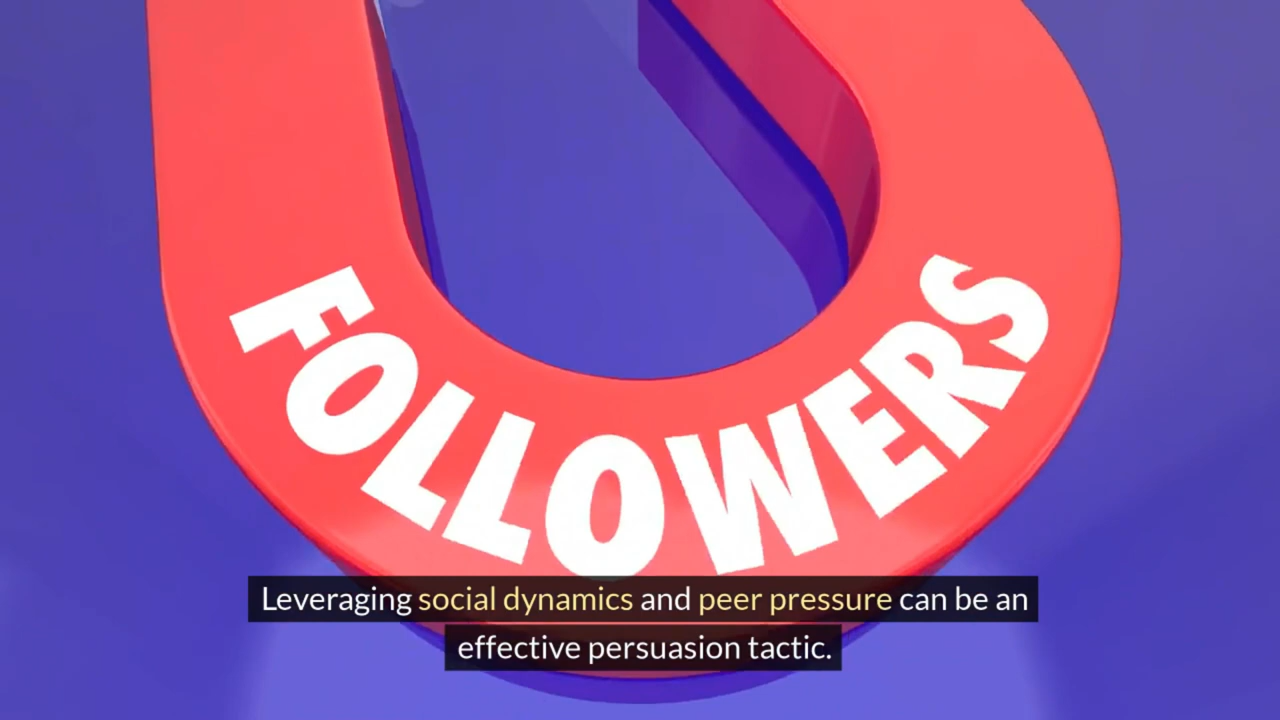 FOLLOWERS
Leveraging social dynamics and peer pressure can be an
effective persuasion tactic.